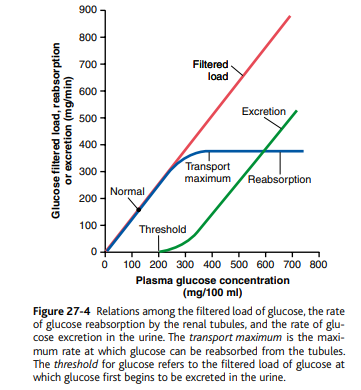 900
800
700
600
500
400
300
200
100
0
Glucose filtered load, reabsorption
or excretion (mg/min)
Filtered
load
Excretion
Transport
maximum
Reabsorption
Normal
Threshold
0 100 200 300 400 500 600 700 800
Plasma glucose concentration
(mg/100 ml)
Figure 27-4 Relations among the filtered load of glucose, the rate
of glucose reabsorption by the renal tubules, and the rate of glu-
cose excretion in the urine. The transport maximum is the maxi-
mum rate at which glucose can be reabsorbed from the tubules.
The threshold for glucose refers to the filtered load of glucose at
which glucose first begins to be excreted in the urine.